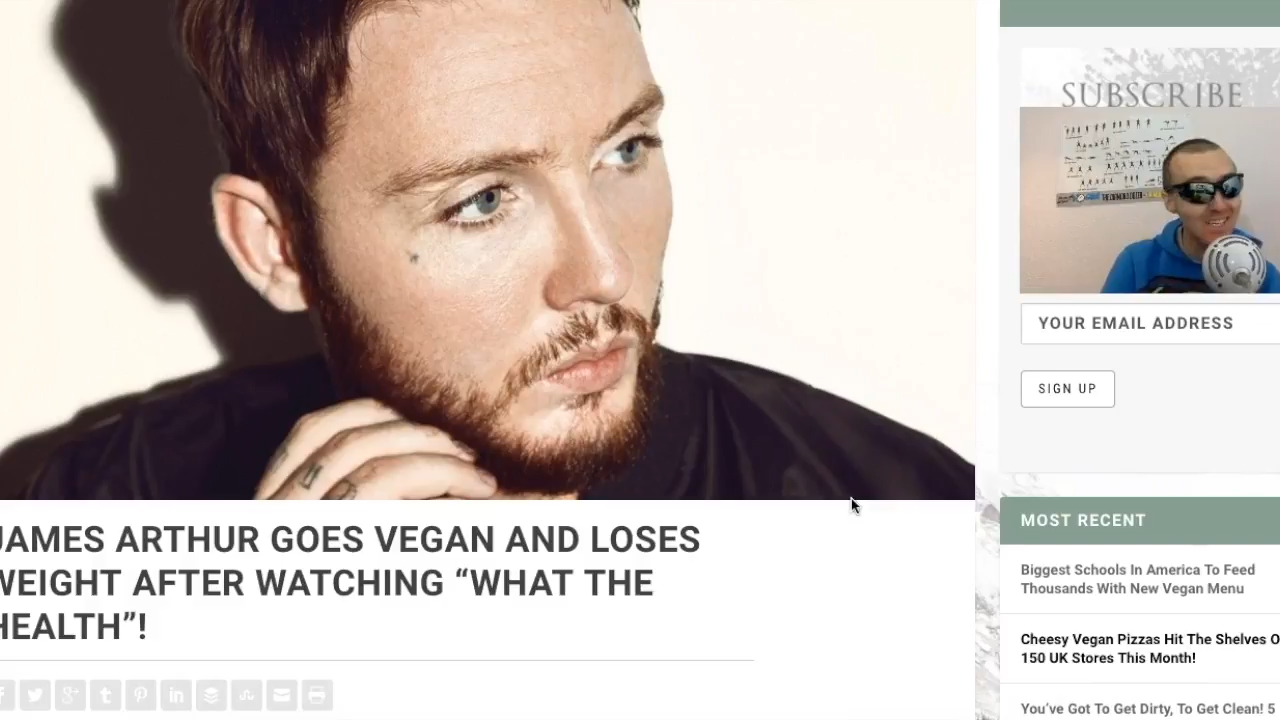 SUBSCRIBE
YOUR EMAIL ADDRESS
SIGN UP
JAMES ARTHUR GOES VEGAN AND LOSES
WEIGHT AFTER WATCHING “WHAT THE
HEALTH”!
MOST RECENT
Biggest Schools In America To Feed
Thousands With New Vegan Menu
Cheesy Vegan Pizzas Hit The Shelves O
150 UK Stores This Month!
You’ve Got To Get Dirty, To Get Clean! 5